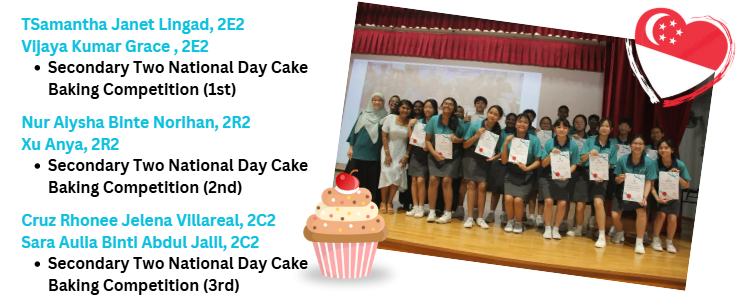 TSamantha Janet Lingad, 2E2
Vijaya Kumar Grace , 2E2
• Secondary Two National Day Cake
Baking Competition (1st)
Nur Aiysha Binte Norihan, 2R2
Xu Anya, 2R2
• Secondary Two National Day Cake
Baking Competition (2nd)
Cruz Rhonee Jelena Villareal, 2C2
Sara Aulia Binti Abdul Jalil, 2C2
• Secondary Two National Day Cake
Baking Competition (3rd)